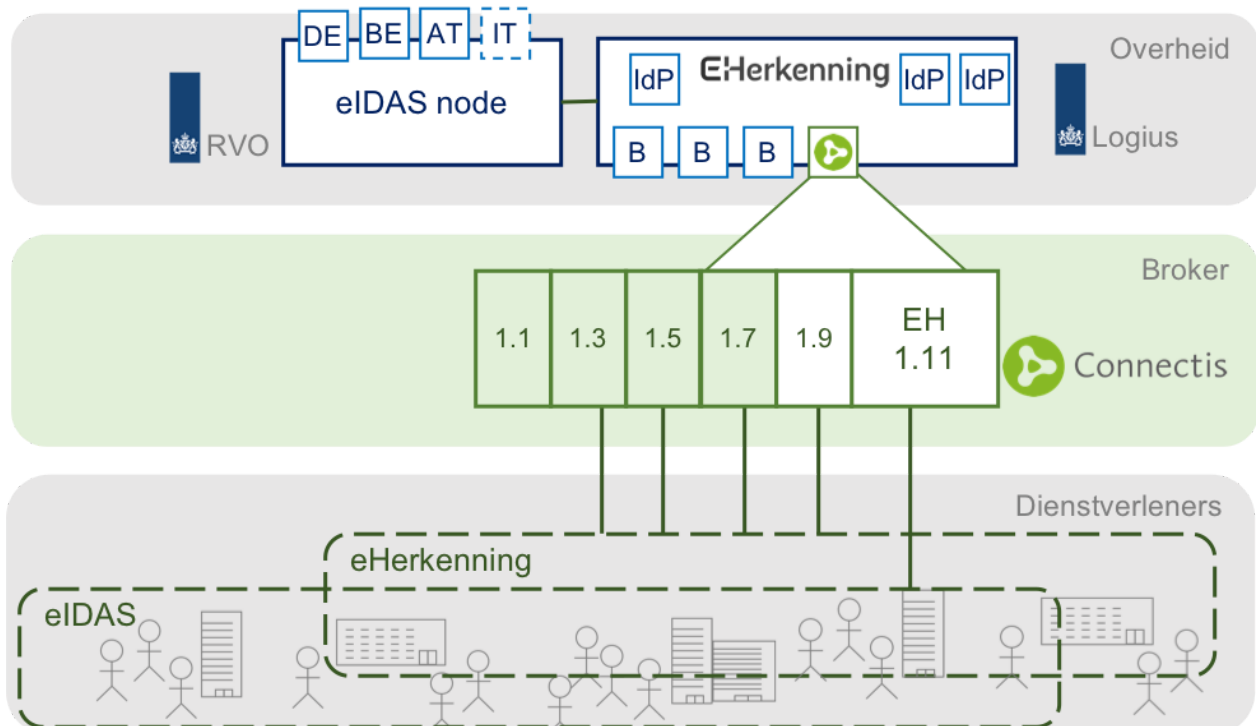 Overheid
DE
BE
AT
IT
eIDAS node
RVO
IdP
eHerkenning
IdP
IdP
B
B
B
Logius
Broker
1.1
1.3
1.5
1.7
1.9
EH
1.11
Connectis
Dienstverleners
eHerkenning
eIDAS